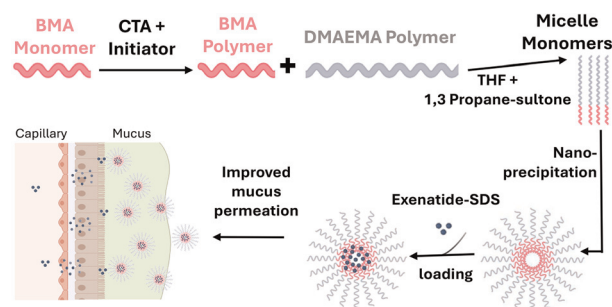 BMA
Monomer
CTA +
Initiator
BMA
Polymer
+
DMAEMA Polymer
THF +
1,3 Propane-sultone
Micelle
Monomers
Nano-
precipitation
Exenatide-SDS
loading
Improved
mucus
permeation
Capillary
Mucus